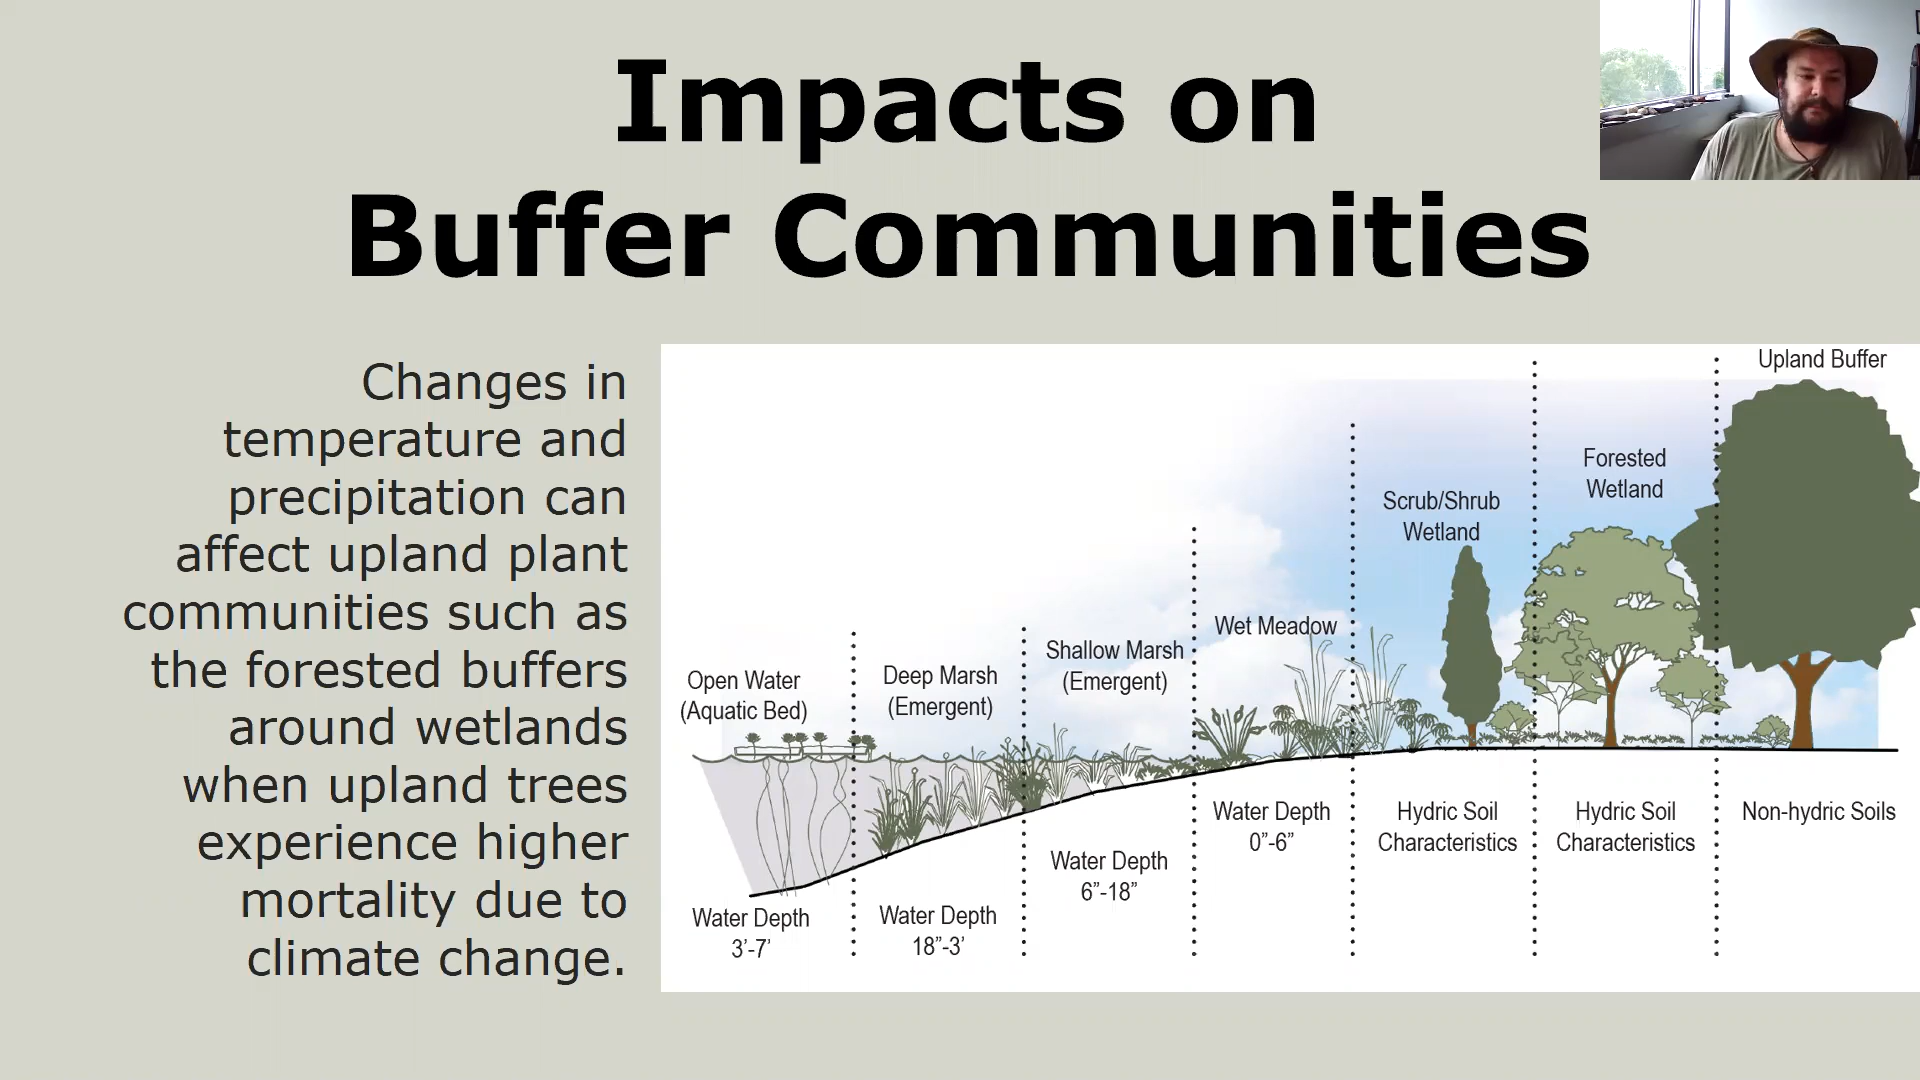 Impacts on
Buffer Communities
Changes in
temperature and
precipitation can
affect upland plant
communities such as
the forested buffers
around wetlands
when upland trees
experience higher
mortality due to
climate change.
Open Water
(Aquatic Bed)
Deep Marsh
(Emergent)
Shallow Marsh
(Emergent)
Wet Meadow
Scrub/Shrub
Wetland
Forested
Wetland
Upland Buffer
Water Depth
3’-7’
Water Depth
18”-3’
Water Depth
6”-18”
Water Depth
0”-6”
Hydric Soil
Characteristics
Hydric Soil
Characteristics
Non-hydric Soils